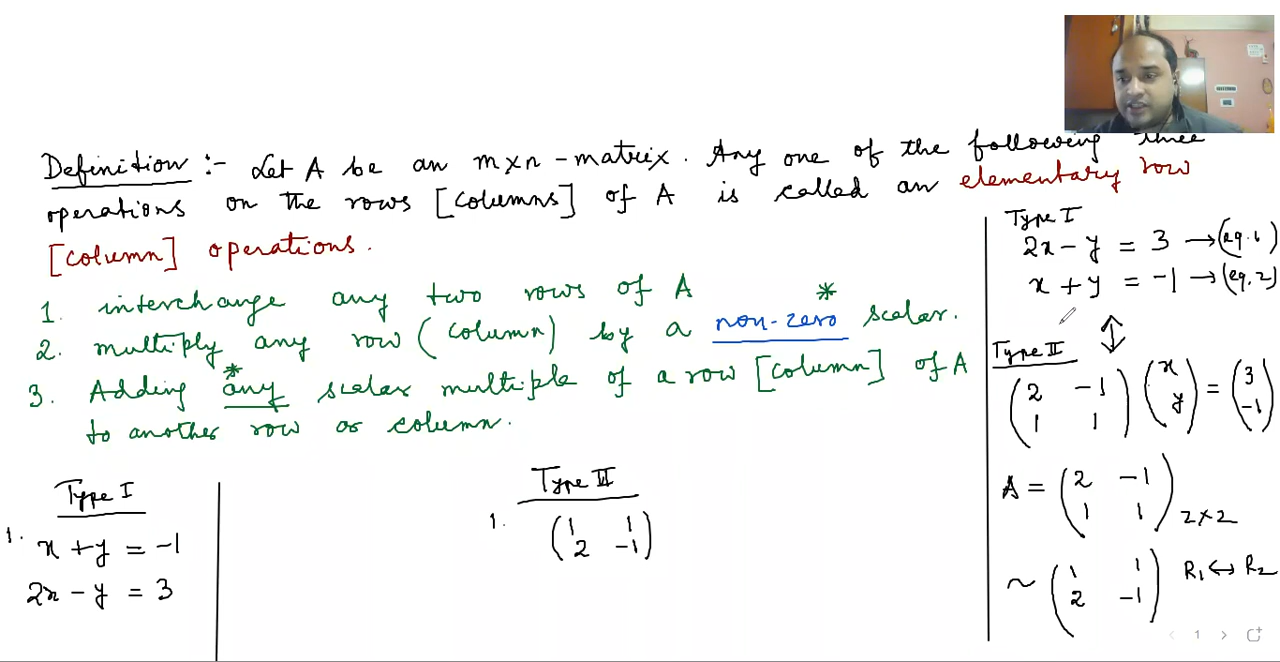 Definition :- Let A be an m×n-matrix. Any one of the following three
operations on the rows [columns] of A is called an elementary row
[column] operations.
1. interchange any two rows of A
2. multiply any row (column) by a non-zero* scalar.
3. Adding any* scalar multiple of a row [column] of A
to another row or column.
Type I
1. x + y = -1
2x - y = 3
Type II
1. ( 1 1 )
( 2 -1 )
Type I
2x - y = 3 → (eq. 1)
x + y = -1 → (eq. 2)
↕
Type II
( 2 -1 ) ( x ) = ( 3 )
( 1 1 ) ( y ) ( -1 )
A = ( 2 -1 )
( 1 1 ) 2×2
~ ( 1 1 ) R₁ ↔ R₂
( 2 -1 )
< 1 >